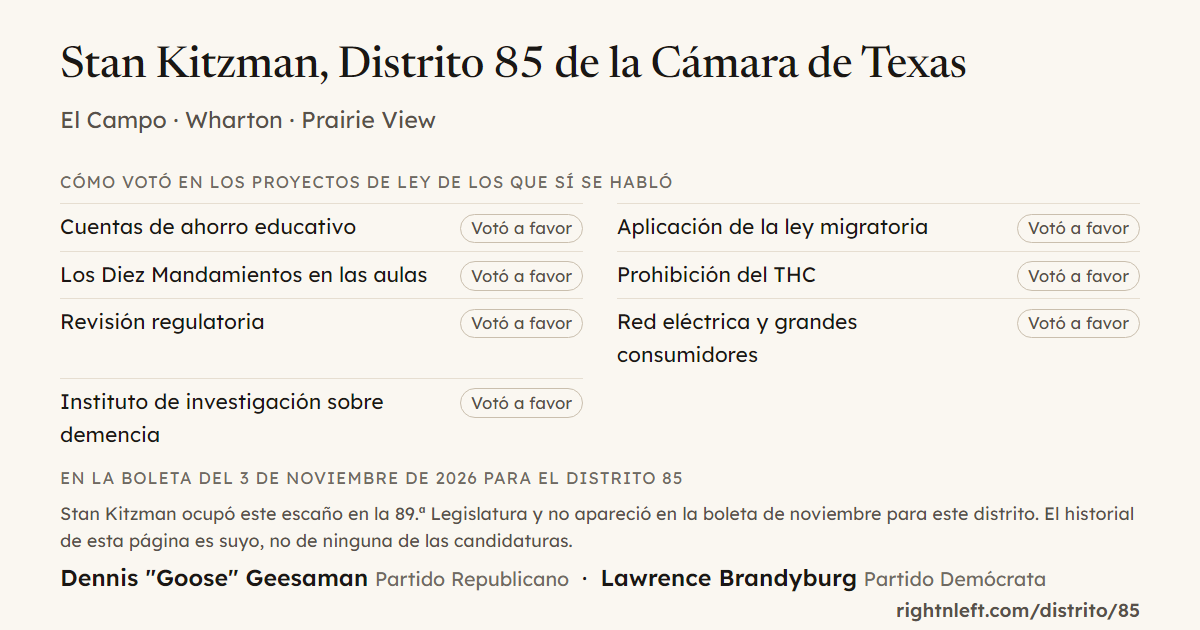 Stan Kitzman, Distrito 85 de la Cámara de Texas
El Campo · Wharton · Prairie View
CÓMO VOTÓ EN LOS PROYECTOS DE LEY DE LOS QUE SÍ SE HABLÓ
Cuentas de ahorro educativo Votó a favor
Aplicación de la ley migratoria Votó a favor
Los Diez Mandamientos en las aulas Votó a favor
Prohibición del THC Votó a favor
Revisión regulatoria Votó a favor
Red eléctrica y grandes Votó a favor
consumidores
Instituto de investigación sobre Votó a favor
demencia
EN LA BOLETA DEL 3 DE NOVIEMBRE DE 2026 PARA EL DISTRITO 85
Stan Kitzman ocupó este escaño en la 89.ª Legislatura y no apareció en la boleta de noviembre para este distrito. El historial
de esta página es suyo, no de ninguna de las candidaturas.
Dennis "Goose" Geesaman Partido Republicano · Lawrence Brandyburg Partido Demócrata
rightnleft.com/distrito/85